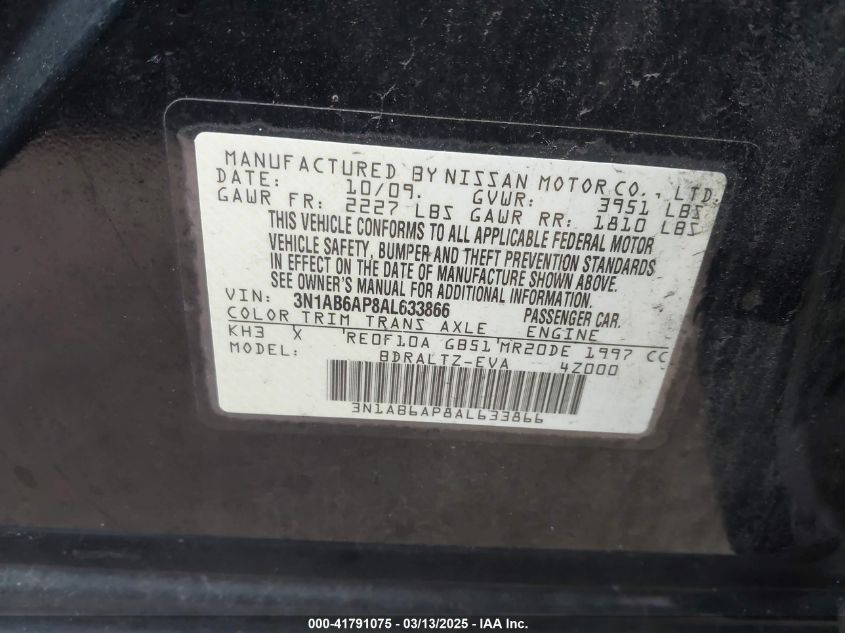 MANUFACTURED BY NISSAN MOTOR CO., LTD.
DATE: 10/09. GVWR: 3951 LBS
GAWR FR: 2227 LBS GAWR RR: 1810 LBS
THIS VEHICLE CONFORMS TO ALL APPLICABLE FEDERAL MOTOR
VEHICLE SAFETY, BUMPER AND THEFT PREVENTION STANDARDS
IN EFFECT ON THE DATE OF MANUFACTURE SHOWN ABOVE.
SEE OWNER'S MANUAL FOR ADDITIONAL INFORMATION.
VIN: 3N1AB6AP8AL633866 PASSENGER CAR.
COLOR TRIM TRANS AXLE ENGINE
KH3 X RE0F10A GB51 MR20DE 1997 CC
MODEL: BDRALTZ-EVA 4Z000
3N1AB6AP8AL633866
000-41791075 - 03/13/2025 - IAA Inc.